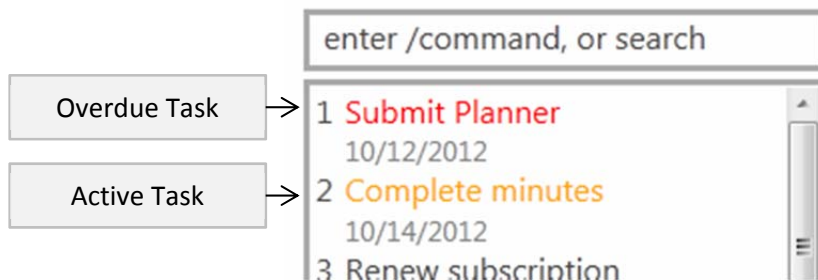 enter /command, or search
Overdue Task
1 Submit Planner
10/12/2012
Active Task
2 Complete minutes
10/14/2012
3 Renew subscription